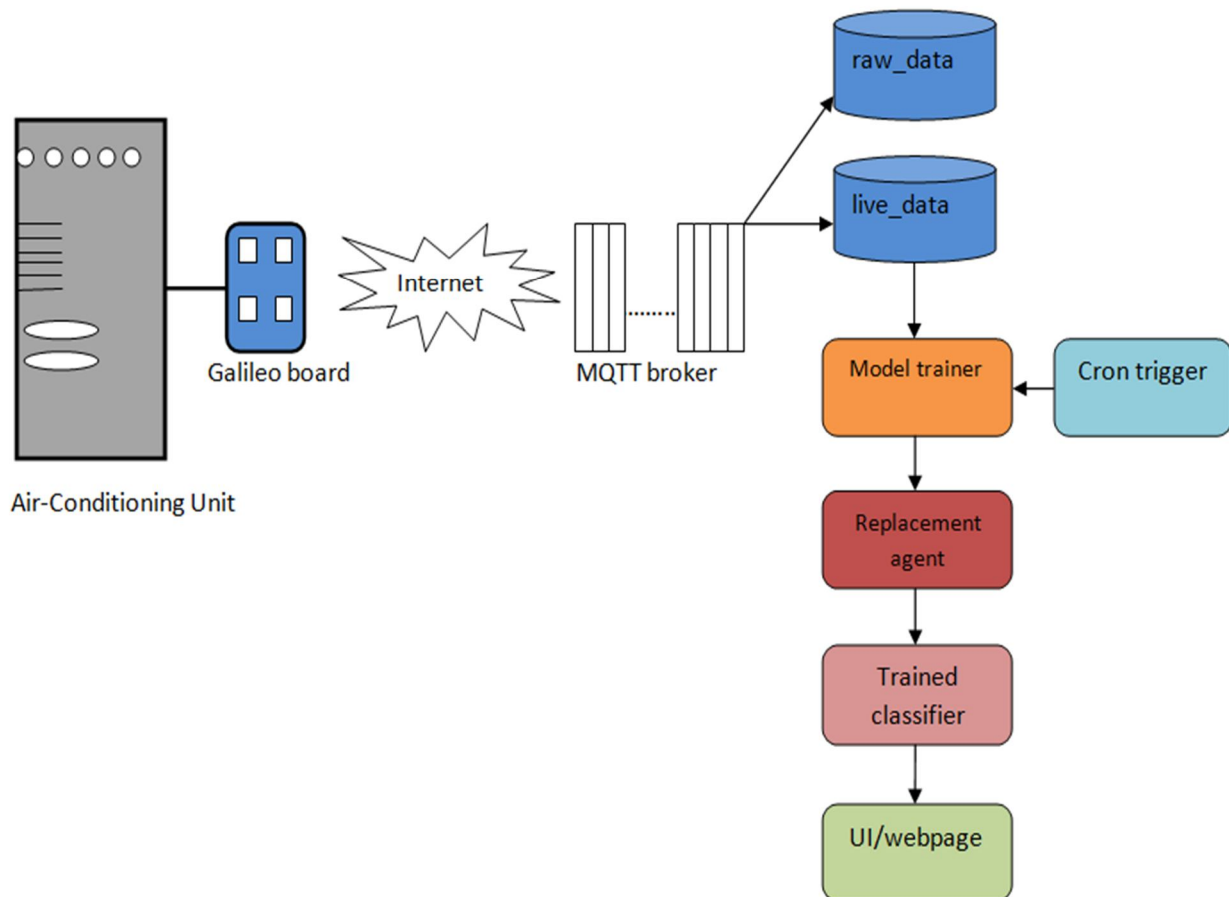 raw_data
live_data
Internet
Galileo board
MQTT broker
Model trainer
Cron trigger
Air-Conditioning Unit
Replacement
agent
Trained
classifier
UI/webpage